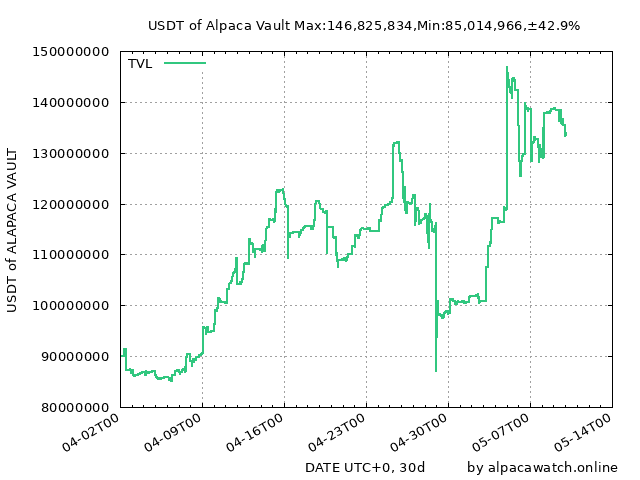 USDT of Alpaca Vault Max:146,825,834,Min:85,014,966,±42.9%
TVL
150000000
140000000
130000000
120000000
110000000
100000000
90000000
80000000
USDT of ALAPACA VAULT
04-02T00
04-09T00
04-16T00
04-23T00
04-30T00
05-07T00
05-14T00
DATE UTC+0, 30d
by alpacawatch.online